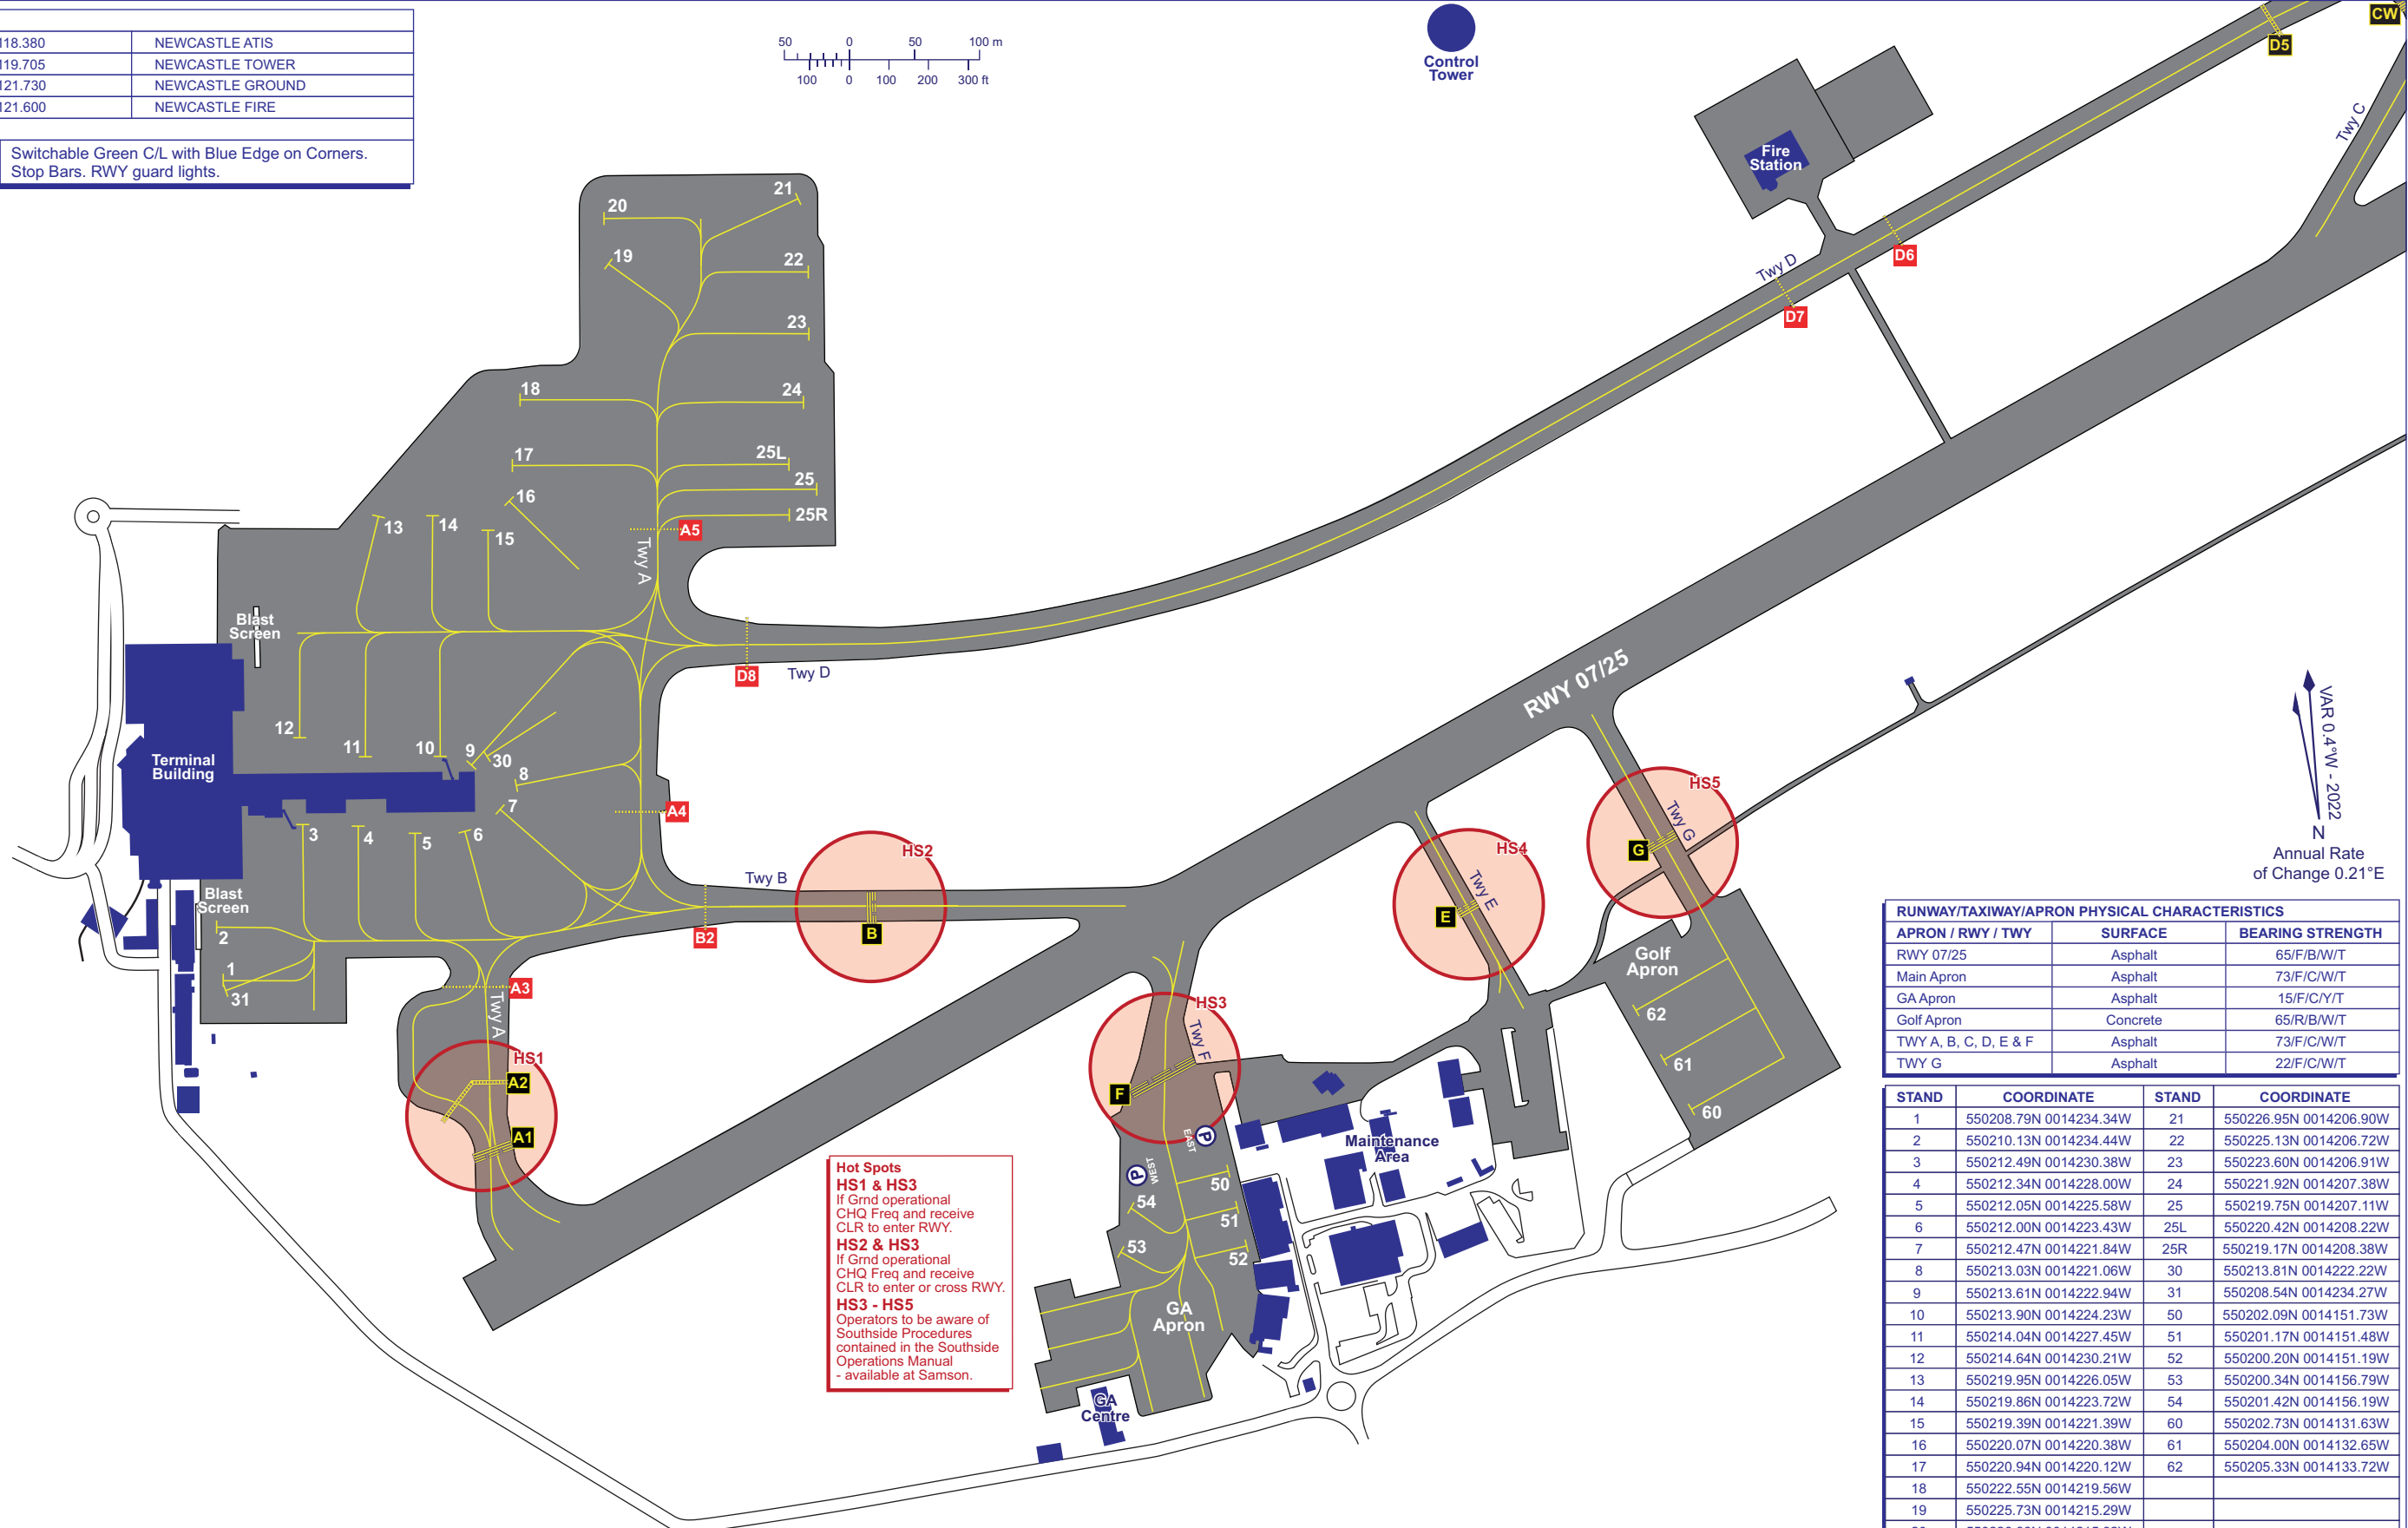 118.380 NEWCASTLE ATIS
119.705 NEWCASTLE TOWER
121.730 NEWCASTLE GROUND
121.600 NEWCASTLE FIRE
Switchable Green C/L with Blue Edge on Corners.
Stop Bars. RWY guard lights.
50 0 50 100 m
100 0 100 200 300 ft
Control
Tower
CW
D5
Twy C
Fire
Station
D6
Twy D
D7
20
21
19
22
23
18
24
17
25L
25
16
25R
13
14
15
A5
Twy A
Blast
Screen
D8
Twy D
12
11
10
9
30
8
7
Terminal
Building
A4
3
4
5
6
Blast
Screen
2
1
31
Twy B
HS2
B
B2
A3
Twy A
HS1
A2
A1
RWY 07/25
HS5
Twy G
G
HS4
Twy E
E
HS3
Twy F
F
Golf
Apron
62
61
60
P
EAST
P
WEST
50
54
51
53
52
GA
Apron
GA
Centre
Maintenance
Area
Hot Spots
HS1 & HS3
If Grnd operational
CHQ Freq and receive
CLR to enter RWY.
HS2 & HS3
If Grnd operational
CHQ Freq and receive
CLR to enter or cross RWY.
HS3 - HS5
Operators to be aware of
Southside Procedures
contained in the Southside
Operations Manual
- available at Samson.
VAR 0.4°W - 2022
N
Annual Rate
of Change 0.21°E
RUNWAY/TAXIWAY/APRON PHYSICAL CHARACTERISTICS
APRON / RWY / TWY SURFACE BEARING STRENGTH
RWY 07/25 Asphalt 65/F/B/W/T
Main Apron Asphalt 73/F/C/W/T
GA Apron Asphalt 15/F/C/Y/T
Golf Apron Concrete 65/R/B/W/T
TWY A, B, C, D, E & F Asphalt 73/F/C/W/T
TWY G Asphalt 22/F/C/W/T
STAND COORDINATE STAND COORDINATE
1 550208.79N 0014234.34W 21 550226.95N 0014206.90W
2 550210.13N 0014234.44W 22 550225.13N 0014206.72W
3 550212.49N 0014230.38W 23 550223.60N 0014206.91W
4 550212.34N 0014228.00W 24 550221.92N 0014207.38W
5 550212.05N 0014225.58W 25 550219.75N 0014207.11W
6 550212.00N 0014223.43W 25L 550220.42N 0014208.22W
7 550212.47N 0014221.84W 25R 550219.17N 0014208.38W
8 550213.03N 0014221.06W 30 550213.81N 0014222.22W
9 550213.61N 0014222.94W 31 550208.54N 0014234.27W
10 550213.90N 0014224.23W 50 550202.09N 0014151.73W
11 550214.04N 0014227.45W 51 550201.17N 0014151.48W
12 550214.64N 0014230.21W 52 550200.20N 0014151.19W
13 550219.95N 0014226.05W 53 550200.34N 0014156.79W
14 550219.86N 0014223.72W 54 550201.42N 0014156.19W
15 550219.39N 0014221.39W 60 550202.73N 0014131.63W
16 550220.07N 0014220.38W 61 550204.00N 0014132.65W
17 550220.94N 0014220.12W 62 550205.33N 0014133.72W
18 550222.55N 0014219.56W
19 550225.73N 0014215.29W